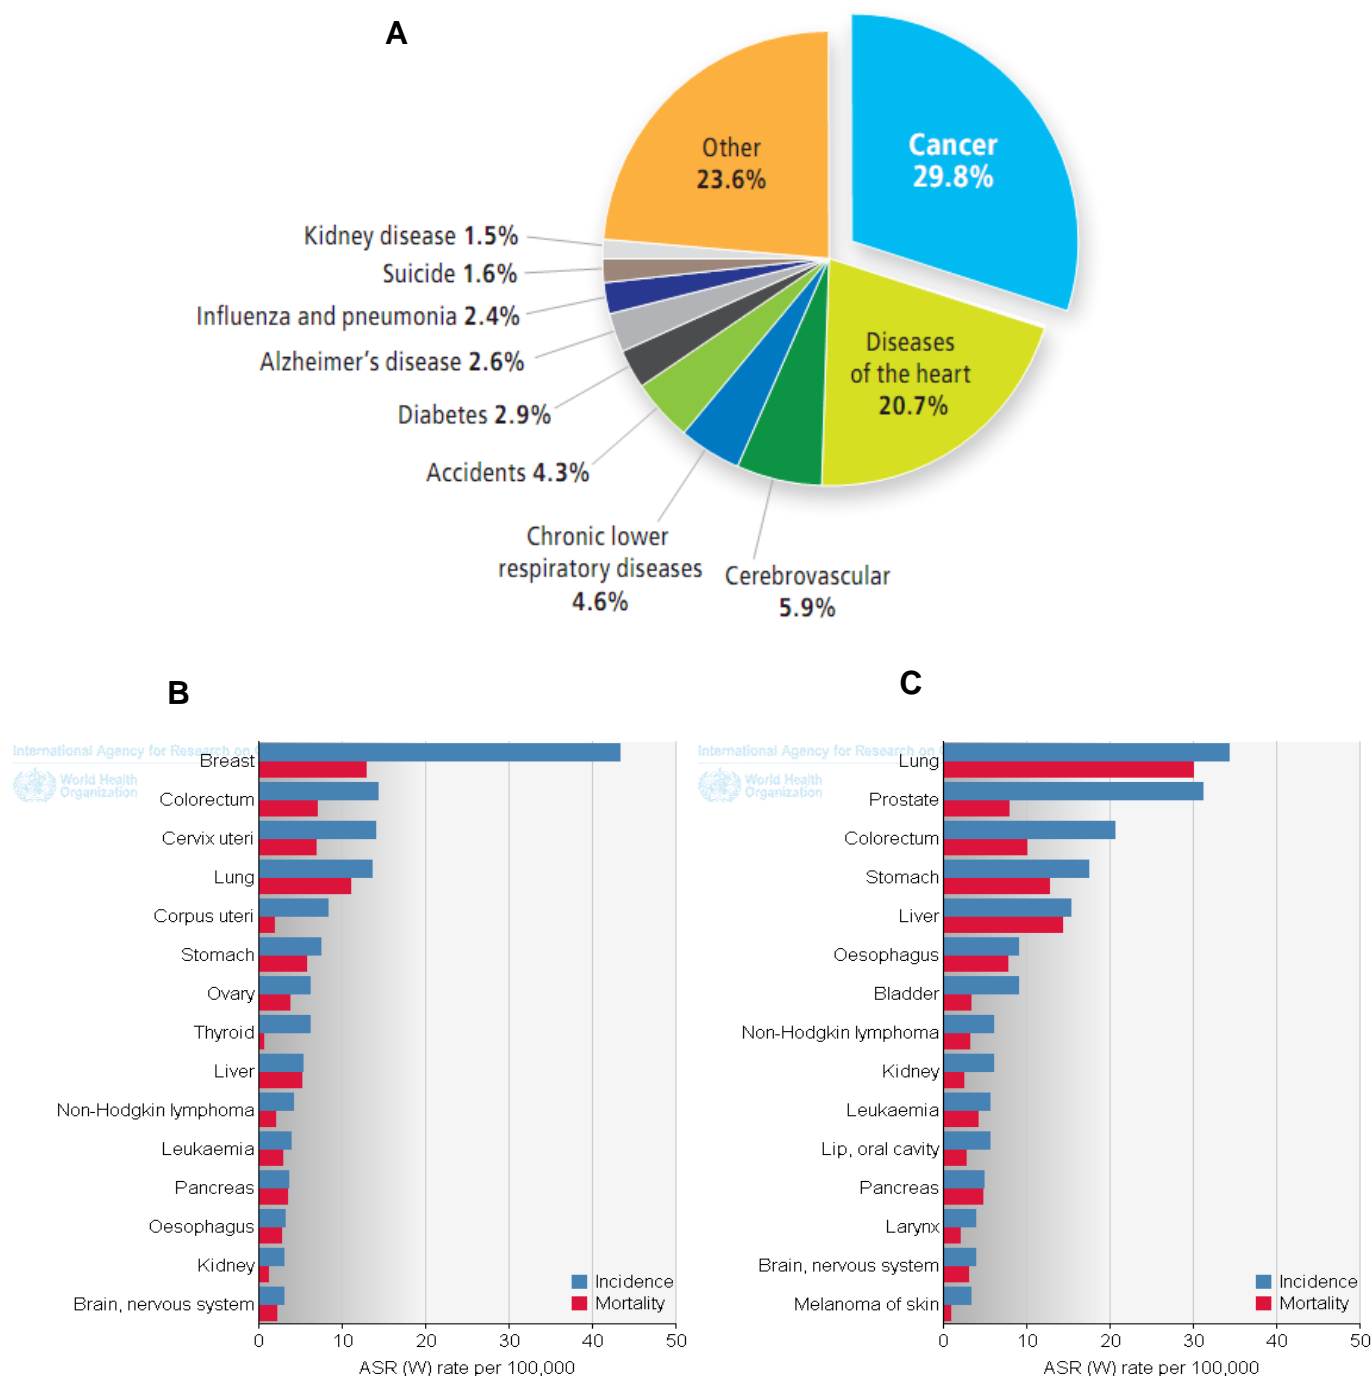 A
Other
23.6%
Cancer
29.8%
Kidney disease 1.5%
Suicide 1.6%
Influenza and pneumonia 2.4%
Alzheimer's disease 2.6%
Diabetes 2.9%
Accidents 4.3%
Chronic lower
respiratory diseases
4.6%
Cerebrovascular
5.9%
Diseases
of the heart
20.7%
B
International Agency for Research on
World Health
Organization
Breast
Colorectum
Cervix uteri
Lung
Corpus uteri
Stomach
Ovary
Thyroid
Liver
Non-Hodgkin lymphoma
Leukaemia
Pancreas
Oesophagus
Kidney
Brain, nervous system
Incidence
Mortality
0 10 20 30 40 50
ASR (W) rate per 100,000
C
International Agency for Research on
World Health
Organization
Lung
Prostate
Colorectum
Stomach
Liver
Oesophagus
Bladder
Non-Hodgkin lymphoma
Kidney
Leukaemia
Lip, oral cavity
Pancreas
Larynx
Brain, nervous system
Melanoma of skin
Incidence
Mortality
0 10 20 30 40 50
ASR (W) rate per 100,000